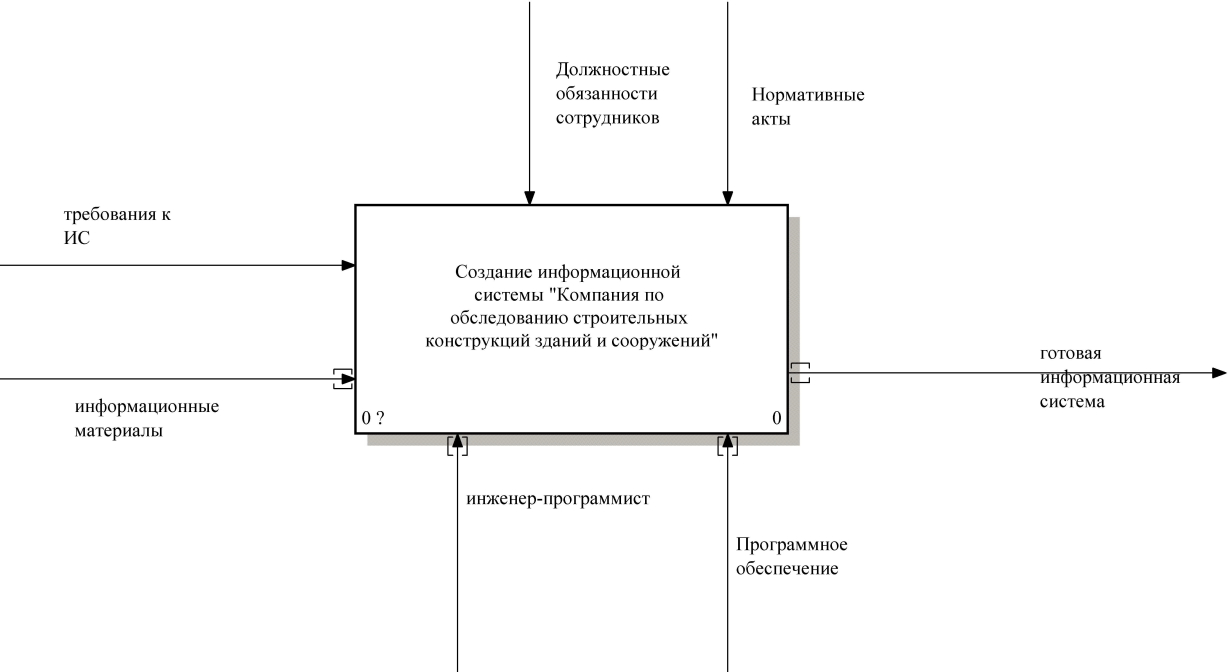 Должностные
обязанности
сотрудников
Нормативные
акты
требования к
ИС
Создание информационной
системы "Компания по
обследованию строительных
конструкций зданий и сооружений"
0 ?
0
информационные
материалы
готовая
информационная
система
инженер-программист
Программное
обеспечение